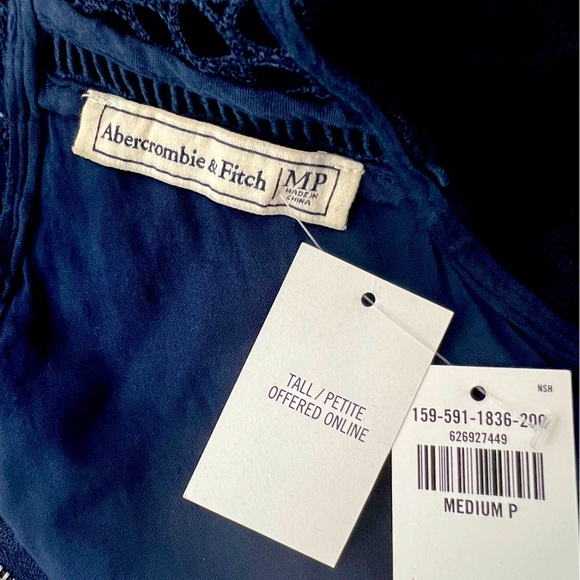 Abercrombie & Fitch
MP
MADE IN
CHINA
TALL / PETITE
OFFERED ONLINE
NSH
159-591-1836-200
626927449
MEDIUM P